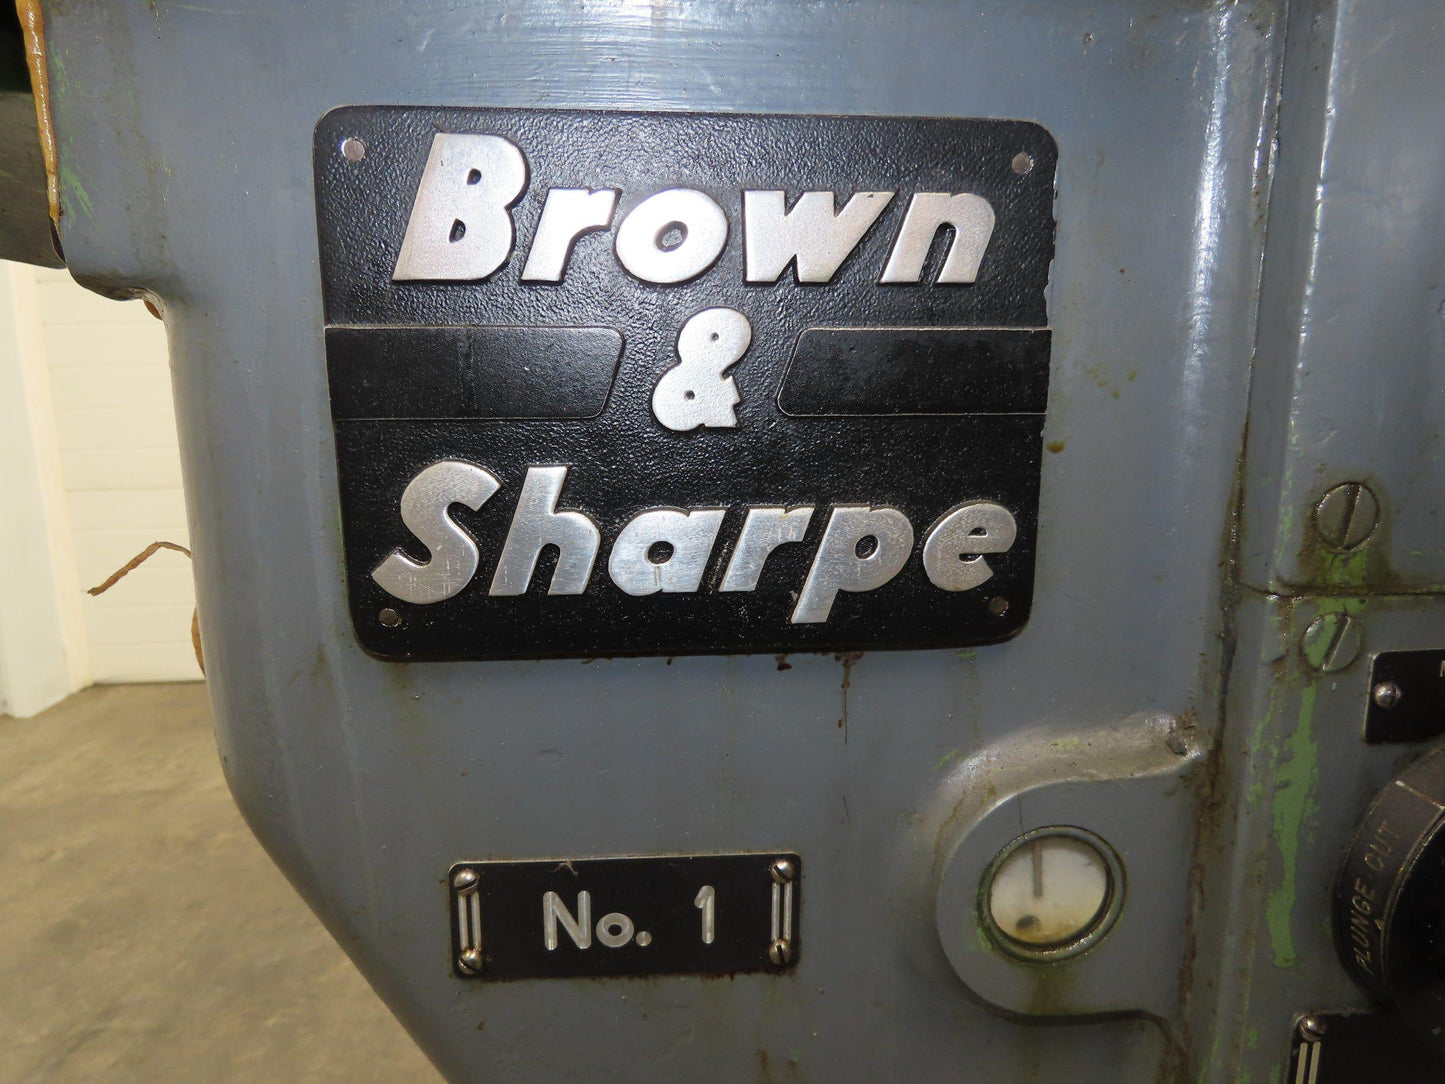 Brown
&
Sharpe
No. 1
PLUNGE CUT